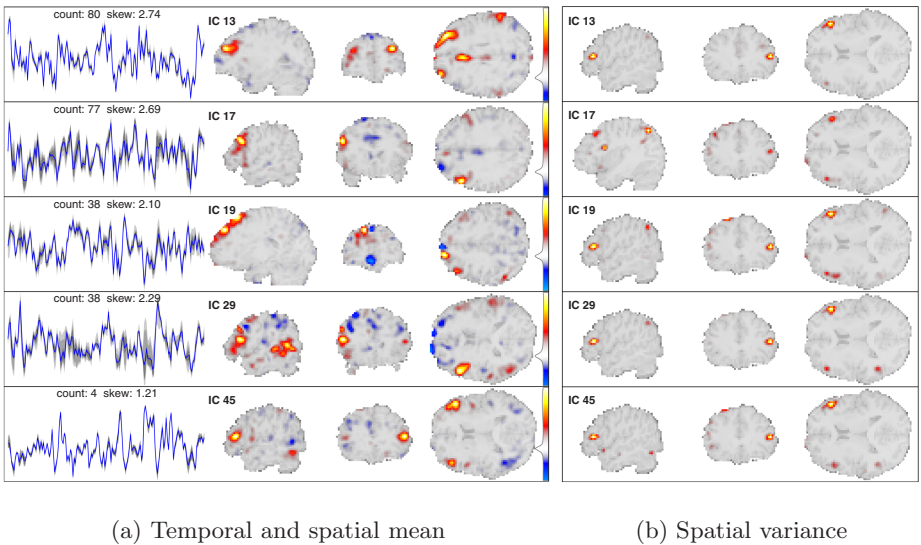 count: 80 skew: 2.74
IC 13
IC 13
count: 77 skew: 2.69
IC 17
IC 17
count: 38 skew: 2.10
IC 19
IC 19
count: 38 skew: 2.29
IC 29
IC 29
count: 4 skew: 1.21
IC 45
IC 45
(a) Temporal and spatial mean
(b) Spatial variance